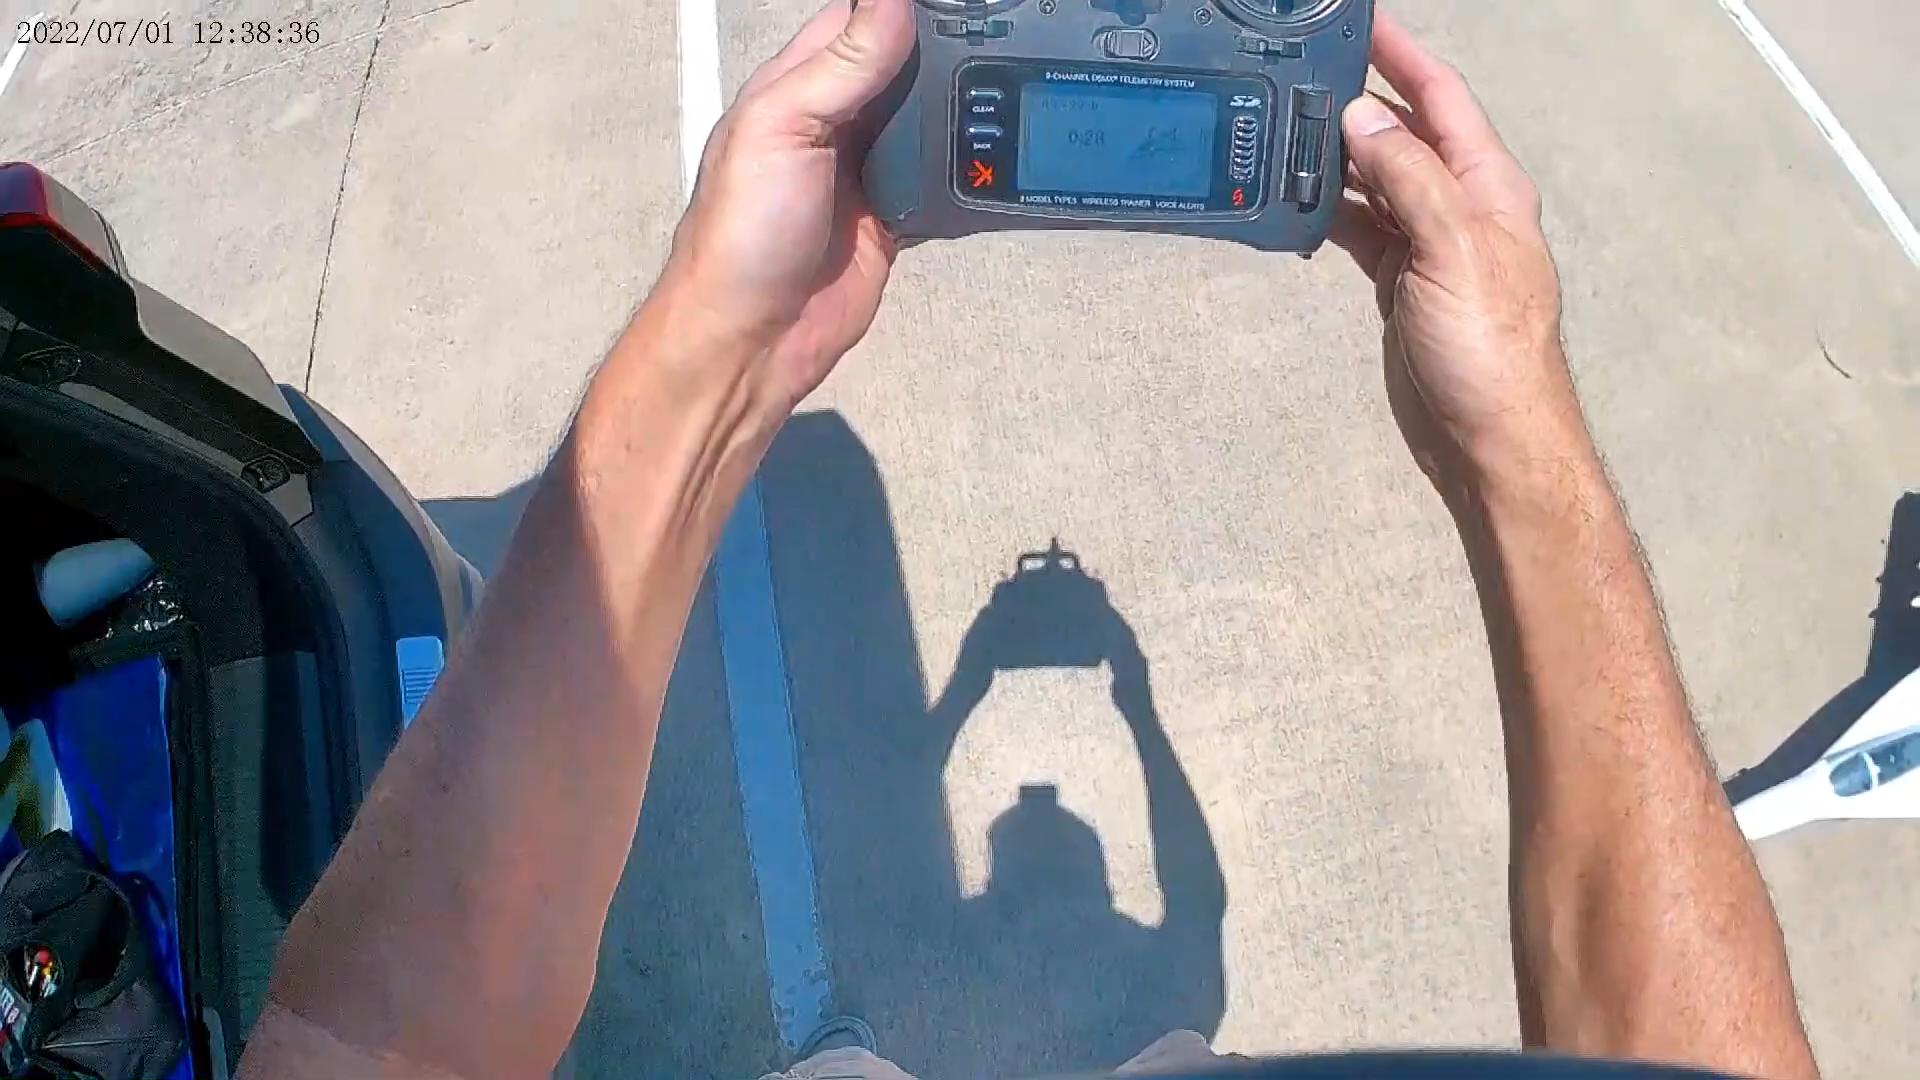 2022/07/01 12:38:36
9-CHANNEL DSMX® TELEMETRY SYSTEM
CLEAR
BACK
0:28
MODEL TYPES WIRELESS TRAINER VOICE ALERTS